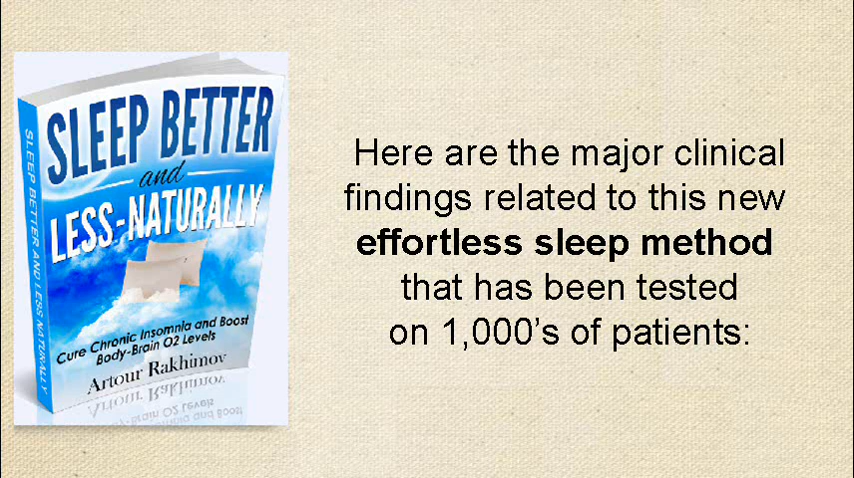 SLEEP BETTER
and
LESS-NATURALLY
Cure Chronic Insomnia and Boost
Body-Brain O2 Levels
Artour Rakhimov
SLEEP BETTER AND LESS NATURALLY
Here are the major clinical
findings related to this new
effortless sleep method
that has been tested
on 1,000's of patients: